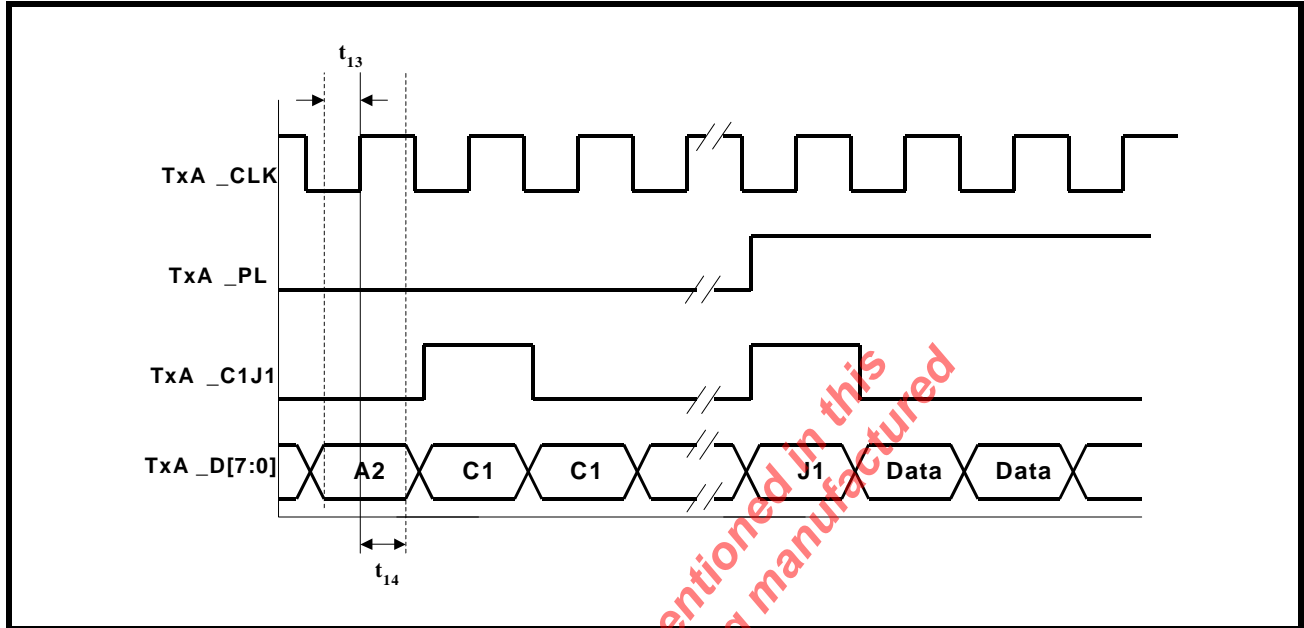 t13
TxA _CLK
TxA _PL
TxA _C1J1
TxA _D[7:0]
A2 C1 C1 J1 Data Data
t14
mentioned in this
manufactured